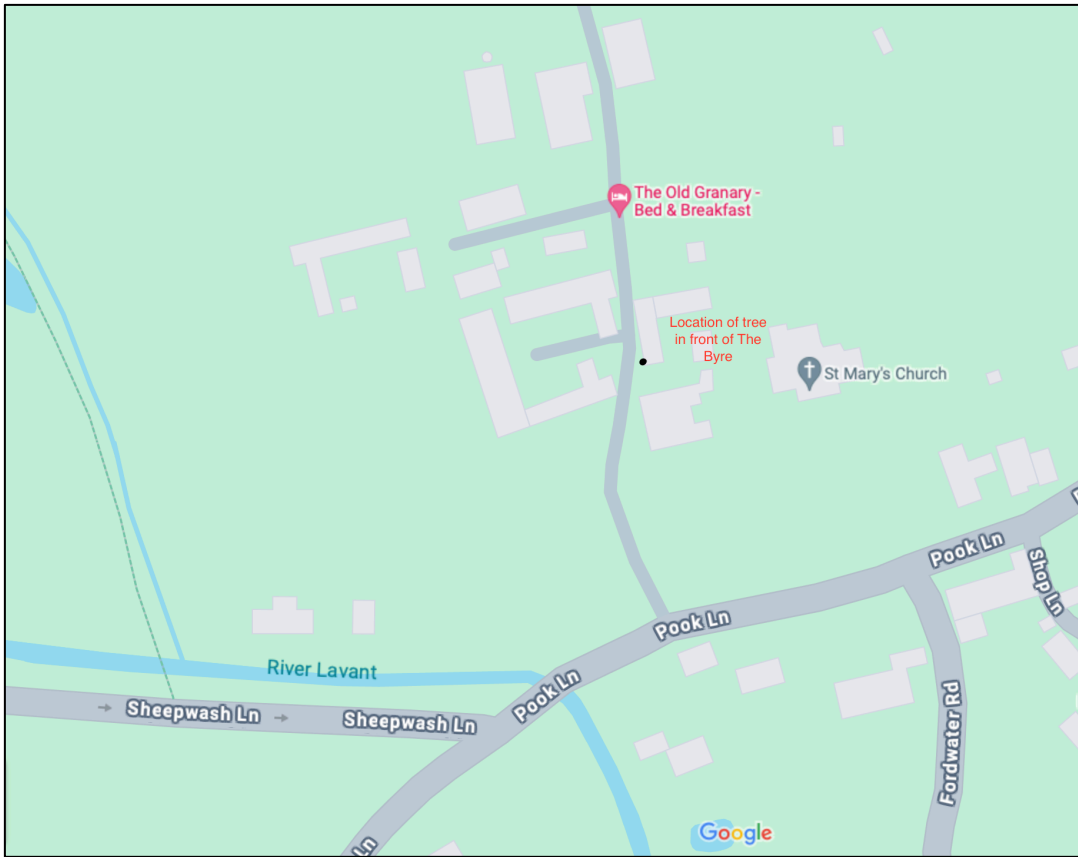 The Old Granary -
Bed & Breakfast
Location of tree
in front of The
Byre
St Mary's Church
Pook Ln
Shop Ln
Pook Ln
River Lavant
Pook Ln
Sheepwash Ln
Sheepwash Ln
Fordwater Rd
Ln
Google